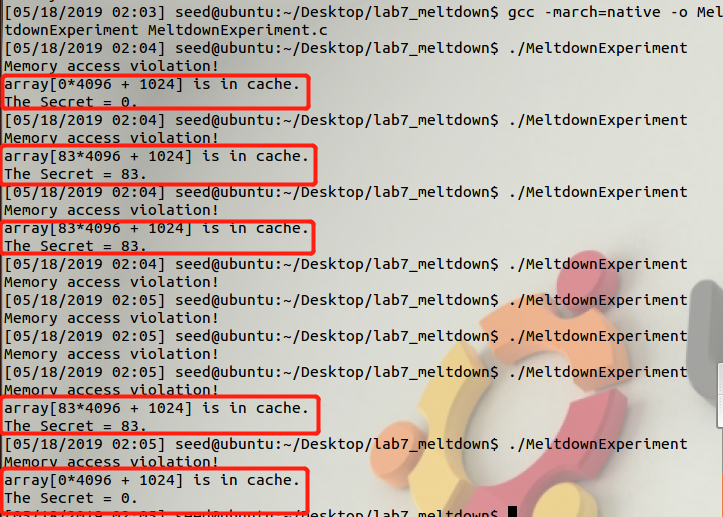 [05/18/2019 02:03] seed@ubuntu:~/Desktop/lab7_meltdown$ gcc -march=native -o Mel
tdownExperiment MeltdownExperiment.c
[05/18/2019 02:04] seed@ubuntu:~/Desktop/lab7_meltdown$ ./MeltdownExperiment
Memory access violation!
array[0*4096 + 1024] is in cache.
The Secret = 0.
[05/18/2019 02:04] seed@ubuntu:~/Desktop/lab7_meltdown$ ./MeltdownExperiment
Memory access violation!
array[83*4096 + 1024] is in cache.
The Secret = 83.
[05/18/2019 02:04] seed@ubuntu:~/Desktop/lab7_meltdown$ ./MeltdownExperiment
Memory access violation!
array[83*4096 + 1024] is in cache.
The Secret = 83.
[05/18/2019 02:04] seed@ubuntu:~/Desktop/lab7_meltdown$ ./MeltdownExperiment
Memory access violation!
[05/18/2019 02:05] seed@ubuntu:~/Desktop/lab7_meltdown$ ./MeltdownExperiment
Memory access violation!
[05/18/2019 02:05] seed@ubuntu:~/Desktop/lab7_meltdown$ ./MeltdownExperiment
Memory access violation!
[05/18/2019 02:05] seed@ubuntu:~/Desktop/lab7_meltdown$ ./MeltdownExperiment
Memory access violation!
array[83*4096 + 1024] is in cache.
The Secret = 83.
[05/18/2019 02:05] seed@ubuntu:~/Desktop/lab7_meltdown$ ./MeltdownExperiment
Memory access violation!
array[0*4096 + 1024] is in cache.
The Secret = 0.
seed@ubuntu:~/Desktop/lab7_meltdown$